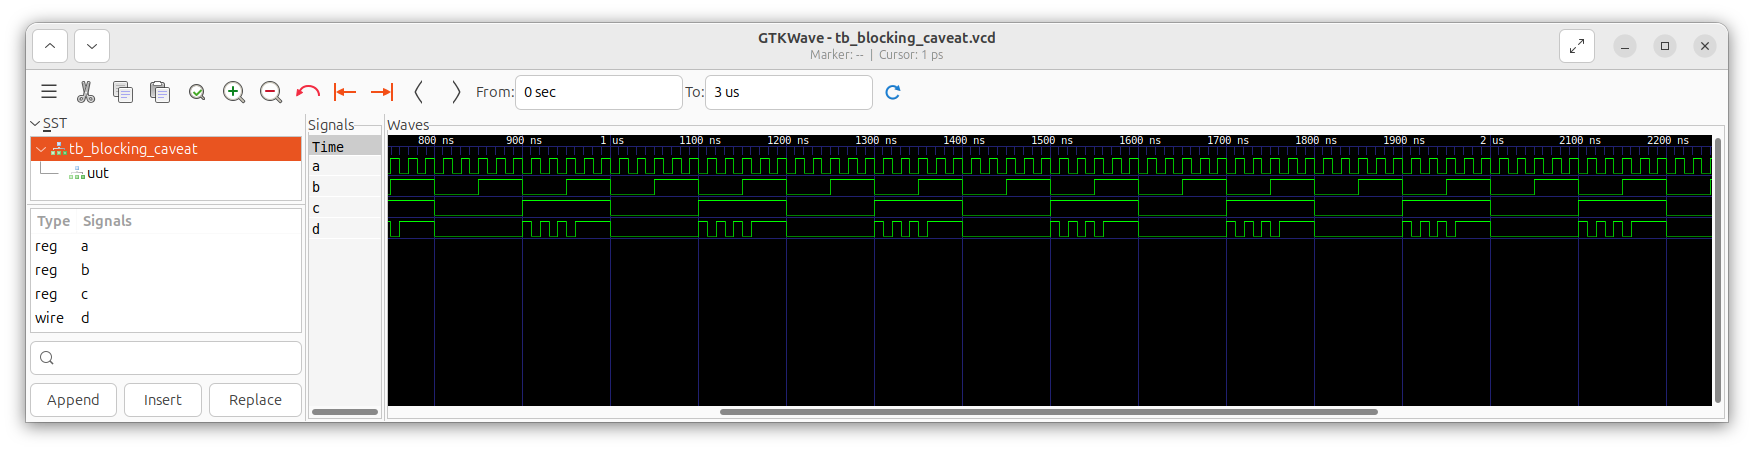 GTKWave - tb_blocking_caveat.vcd
Marker: -- | Cursor: 1 ps
From: 0 sec To: 3 us
SST
tb_blocking_caveat
uut
Type Signals
reg a
reg b
reg c
wire d
Append Insert Replace
Signals
Time
a
b
c
d
Waves
800 ns 900 ns 1 us 1100 ns 1200 ns 1300 ns 1400 ns 1500 ns 1600 ns 1700 ns 1800 ns 1900 ns 2 us 2100 ns 2200 ns